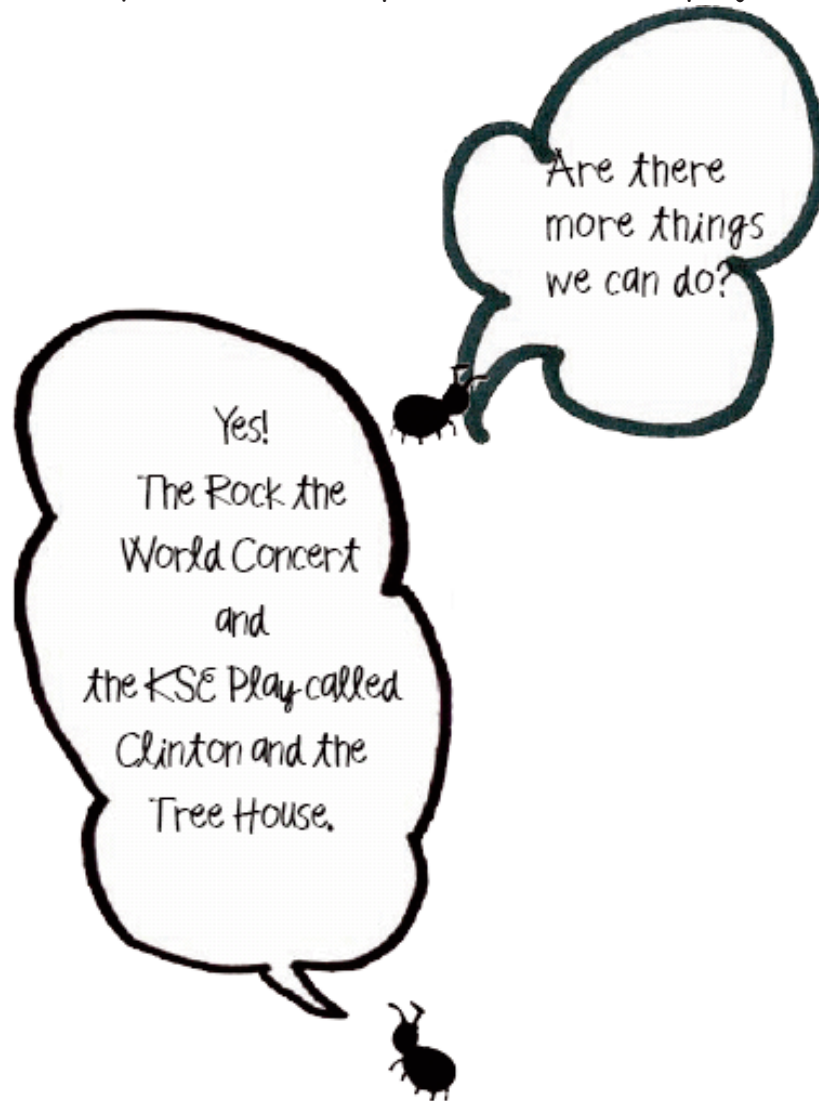 Are there
more things
we can do?
Yes!
The Rock the
World Concert
and
the KSE Play called
Clinton and the
Tree House.